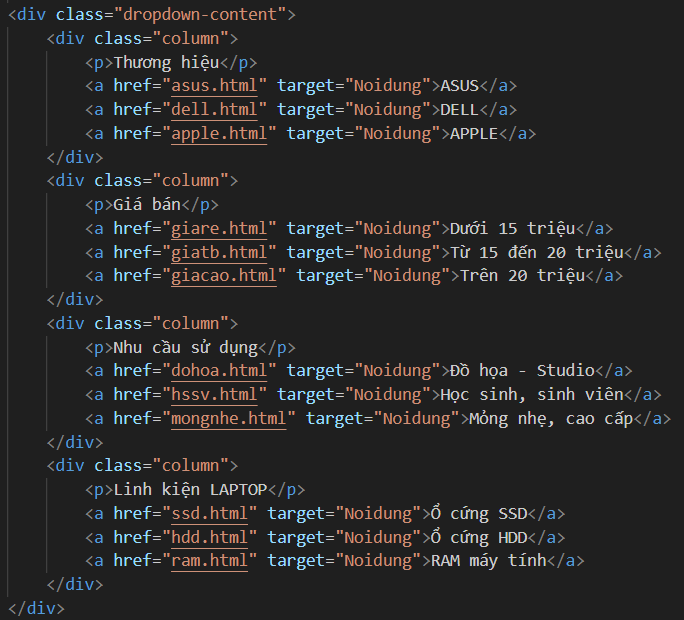 <div class="dropdown-content">
    <div class="column">
        <p>Thương hiệu</p>
        <a href="asus.html" target="Noidung">ASUS</a>
        <a href="dell.html" target="Noidung">DELL</a>
        <a href="apple.html" target="Noidung">APPLE</a>
    </div>
    <div class="column">
        <p>Giá bán</p>
        <a href="giare.html" target="Noidung">Dưới 15 triệu</a>
        <a href="giatb.html" target="Noidung">Từ 15 đến 20 triệu</a>
        <a href="giacao.html" target="Noidung">Trên 20 triệu</a>
    </div>
    <div class="column">
        <p>Nhu cầu sử dụng</p>
        <a href="dohoa.html" target="Noidung">Đồ họa - Studio</a>
        <a href="hssv.html" target="Noidung">Học sinh, sinh viên</a>
        <a href="mongnhe.html" target="Noidung">Mỏng nhẹ, cao cấp</a>
    </div>
    <div class="column">
        <p>Linh kiện LAPTOP</p>
        <a href="ssd.html" target="Noidung">Ổ cứng SSD</a>
        <a href="hdd.html" target="Noidung">Ổ cứng HDD</a>
        <a href="ram.html" target="Noidung">RAM máy tính</a>
    </div>
</div>